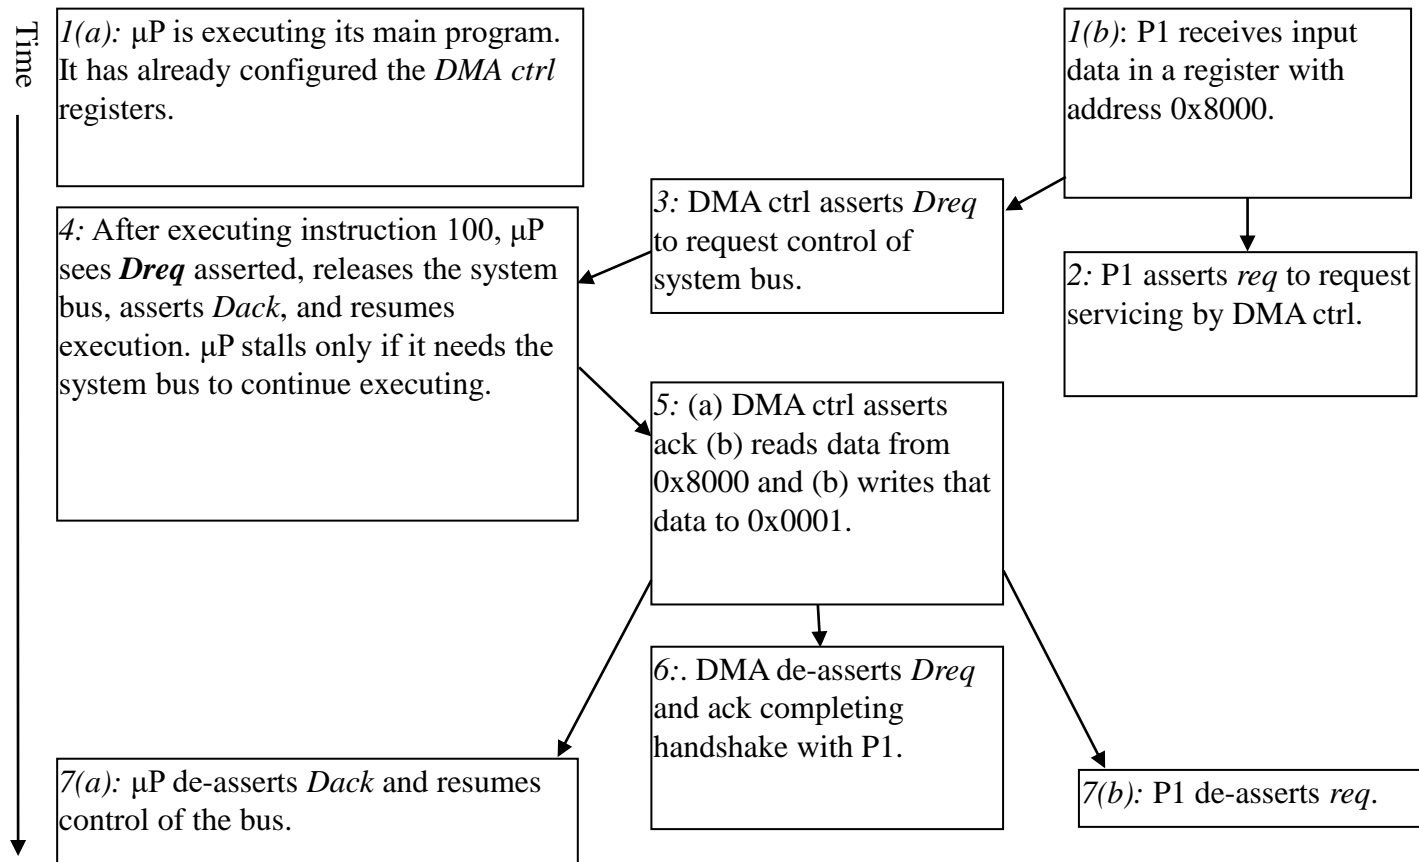 Time
1(a): μP is executing its main program.
It has already configured the DMA ctrl
registers.
1(b): P1 receives input
data in a register with
address 0x8000.
2: P1 asserts req to request
servicing by DMA ctrl.
3: DMA ctrl asserts Dreq
to request control of
system bus.
4: After executing instruction 100, μP
sees Dreq asserted, releases the system
bus, asserts Dack, and resumes
execution. μP stalls only if it needs the
system bus to continue executing.
5: (a) DMA ctrl asserts
ack (b) reads data from
0x8000 and (b) writes that
data to 0x0001.
6:. DMA de-asserts Dreq
and ack completing
handshake with P1.
7(a): μP de-asserts Dack and resumes
control of the bus.
7(b): P1 de-asserts req.